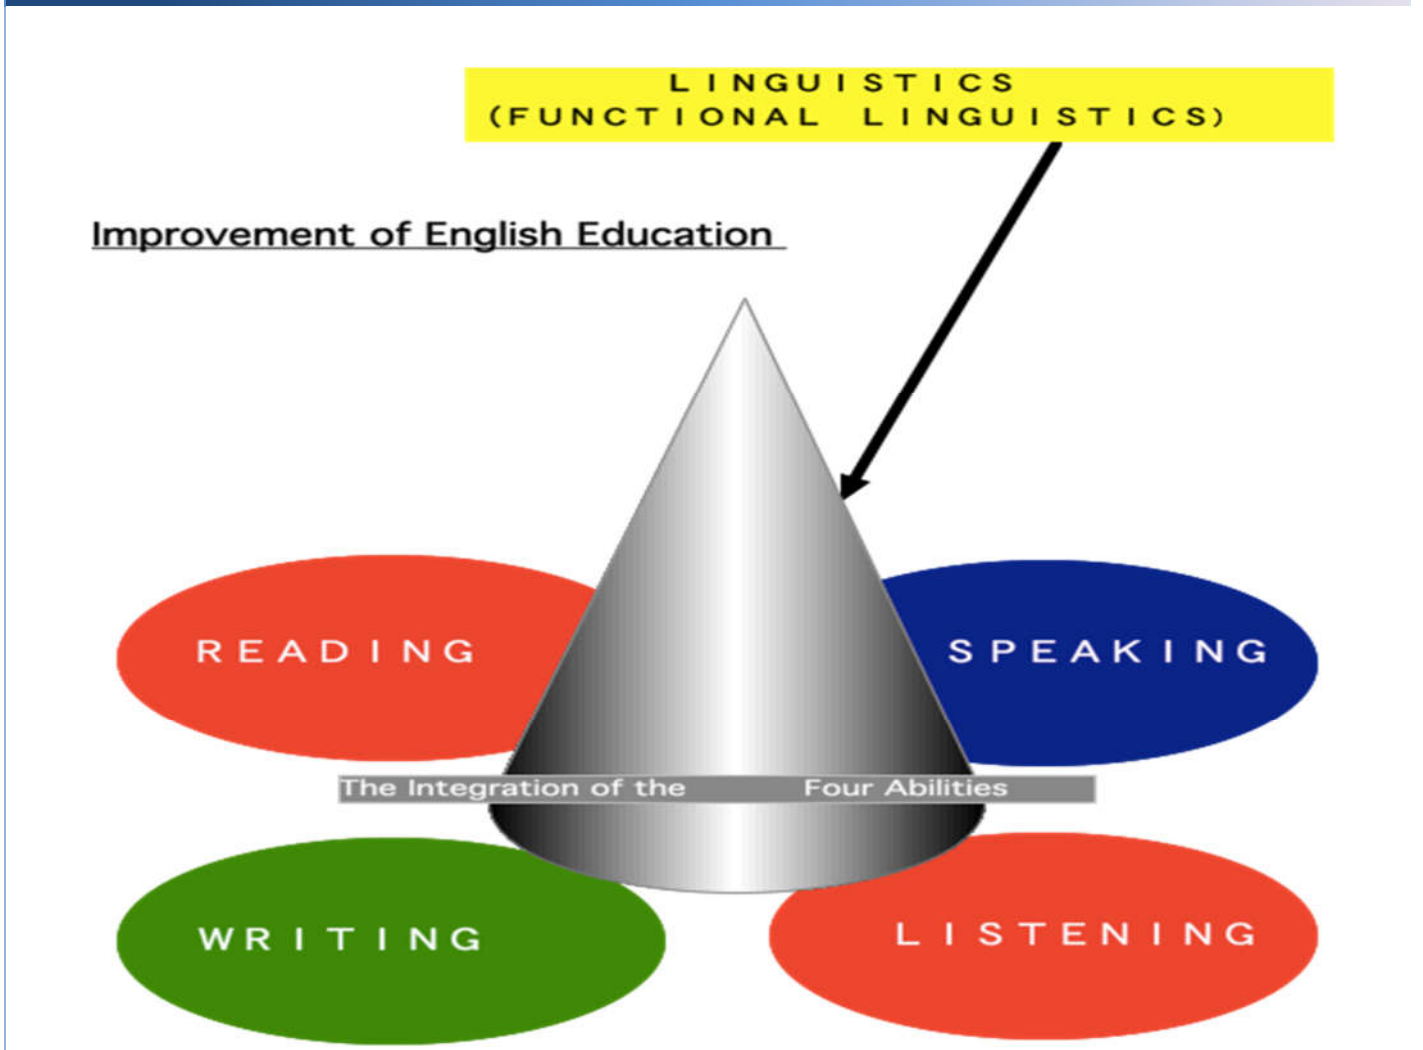 LINGUISTICS
(FUNCTIONAL LINGUISTICS)
Improvement of English Education
READING
SPEAKING
The Integration of the Four Abilities
WRITING
LISTENING